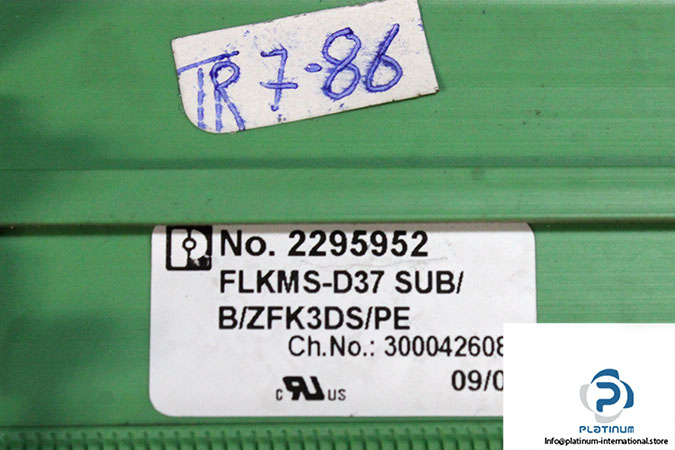 TR 7-86
No. 2295952
FLKMS-D37 SUB/
B/ZFK3DS/PE
Ch.No.: 300042608
09/0
c RU US
PLATINUM
Info@platinum-international.store